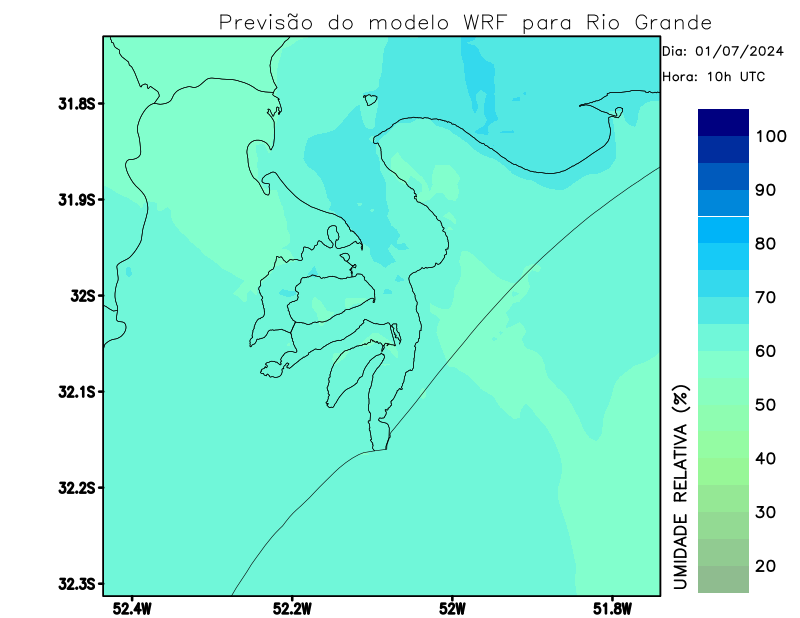 Previsão do modelo WRF para Rio Grande
Dia: 01/07/2024
Hora: 10h UTC
31.8S
31.9S
32S
32.1S
32.2S
32.3S
52.4W
52.2W
52W
51.8W
UMIDADE RELATIVA (%)
100
90
80
70
60
50
40
30
20